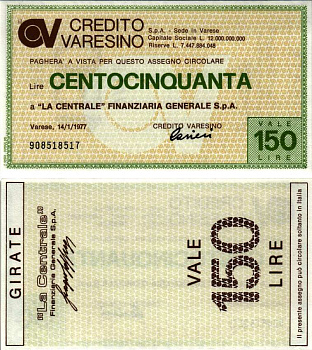 CREDITO
VARESINO
S.p.A. - Sede in Varese
Capitale Sociale L. 12.000.000.000
Riserve L. 7.447.884.048
PAGHERA' A VISTA PER QUESTO ASSEGNO CIRCOLARE
Lire CENTOCINQUANTA
a "LA CENTRALE" FINANZIARIA GENERALE S.p.A.
Varese, 14/1/1977
CREDITO VARESINO
908518517
VALE
150
LIRE
GIRATE
"La Centrale"
Finanziaria Generale S.p.A.
VALE
150
LIRE
Il presente assegno può circolare soltanto in Italia